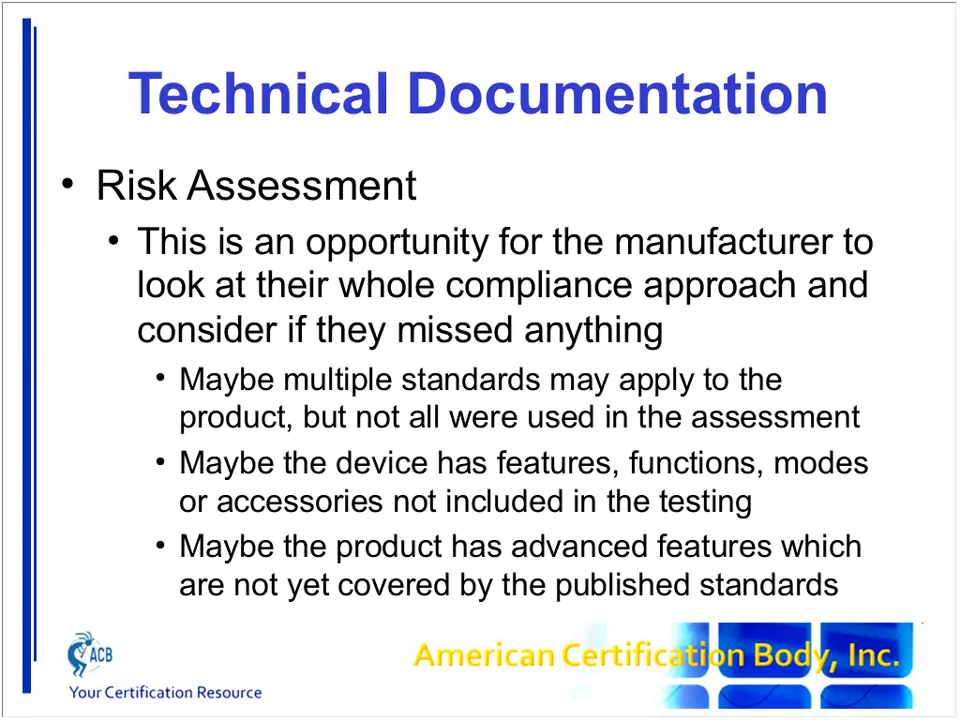 Technical Documentation
• Risk Assessment
• This is an opportunity for the manufacturer to
look at their whole compliance approach and
consider if they missed anything
• Maybe multiple standards may apply to the
product, but not all were used in the assessment
• Maybe the device has features, functions, modes
or accessories not included in the testing
• Maybe the product has advanced features which
are not yet covered by the published standards
ACB
American Certification Body, Inc.
Your Certification Resource